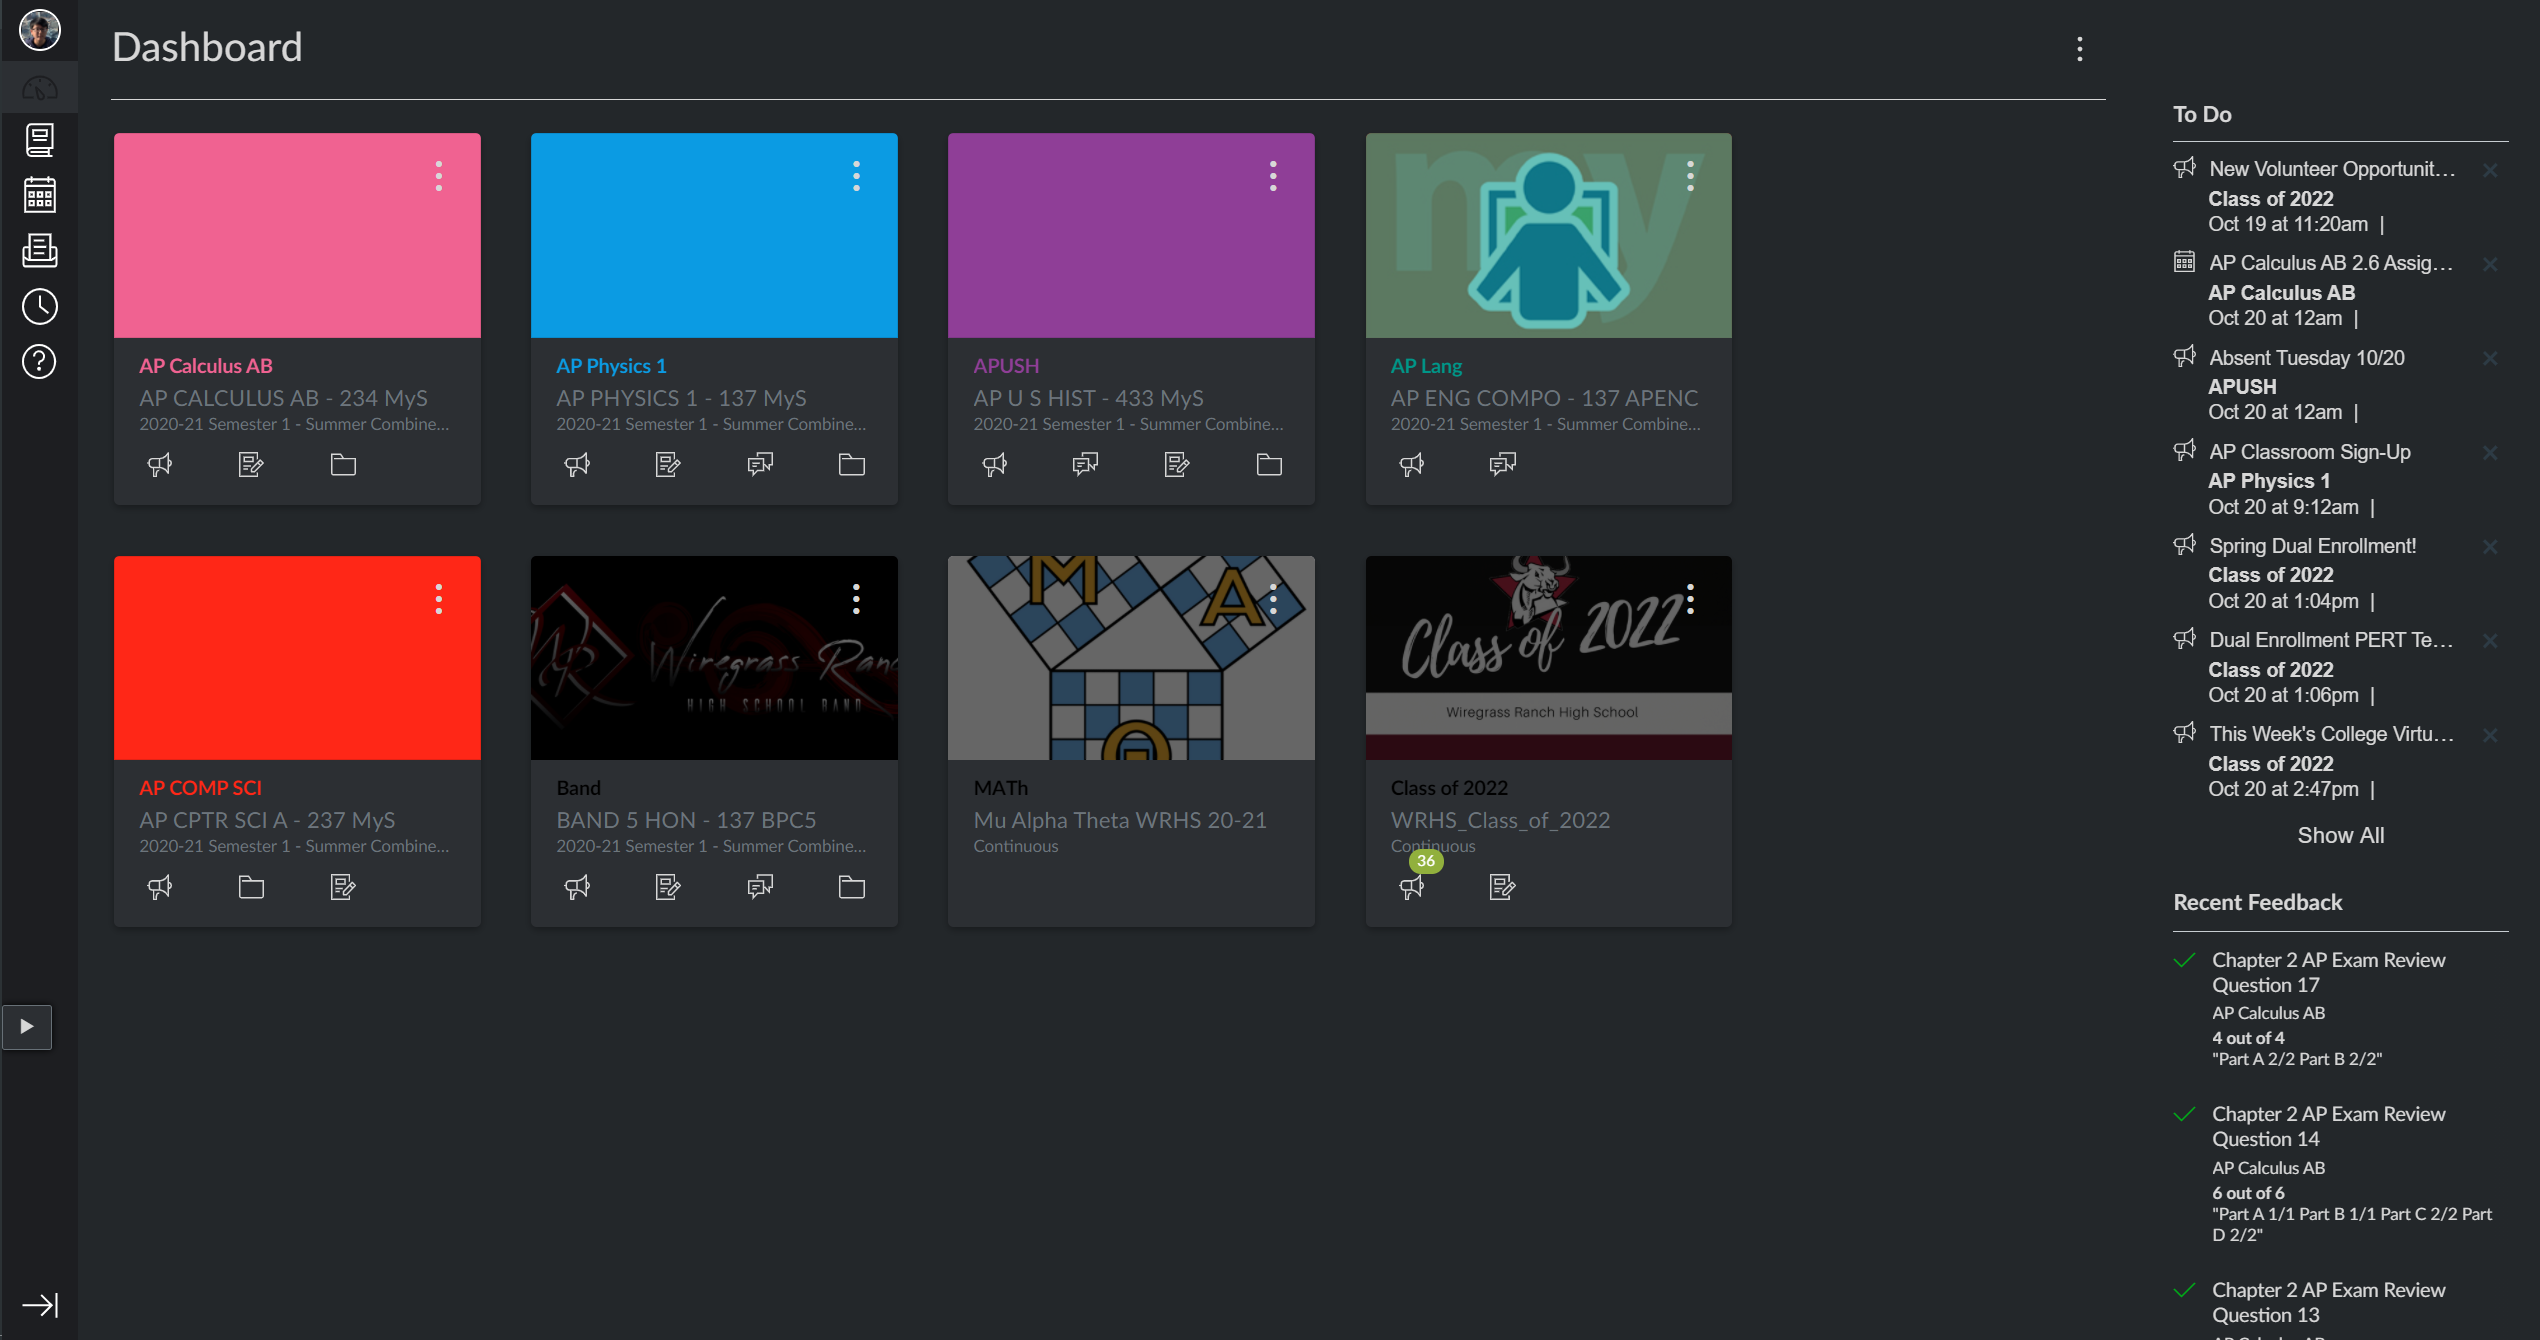 Dashboard
AP Calculus AB
AP CALCULUS AB - 234 MyS
2020-21 Semester 1 - Summer Combine...
AP Physics 1
AP PHYSICS 1 - 137 MyS
2020-21 Semester 1 - Summer Combine...
APUSH
AP U S HIST - 433 MyS
2020-21 Semester 1 - Summer Combine...
my
AP Lang
AP ENG COMPO - 137 APENC
2020-21 Semester 1 - Summer Combine...
AP COMP SCI
AP CPTR SCI A - 237 MyS
2020-21 Semester 1 - Summer Combine...
WR
Wiregrass Ranc
HIGH SCHOOL BAND
Band
BAND 5 HON - 137 BPC5
2020-21 Semester 1 - Summer Combine...
M A
Θ
MATh
Mu Alpha Theta WRHS 20-21
Continuous
Class of 2022
Wiregrass Ranch High School
Class of 2022
WRHS_Class_of_2022
Continuous
36
To Do
New Volunteer Opportunit...
Class of 2022
Oct 19 at 11:20am |
AP Calculus AB 2.6 Assig...
AP Calculus AB
Oct 20 at 12am |
Absent Tuesday 10/20
APUSH
Oct 20 at 12am |
AP Classroom Sign-Up
AP Physics 1
Oct 20 at 9:12am |
Spring Dual Enrollment!
Class of 2022
Oct 20 at 1:04pm |
Dual Enrollment PERT Te...
Class of 2022
Oct 20 at 1:06pm |
This Week's College Virtu...
Class of 2022
Oct 20 at 2:47pm |
Show All
Recent Feedback
Chapter 2 AP Exam Review
Question 17
AP Calculus AB
4 out of 4
"Part A 2/2 Part B 2/2"
Chapter 2 AP Exam Review
Question 14
AP Calculus AB
6 out of 6
"Part A 1/1 Part B 1/1 Part C 2/2 Part
D 2/2"
Chapter 2 AP Exam Review
Question 13